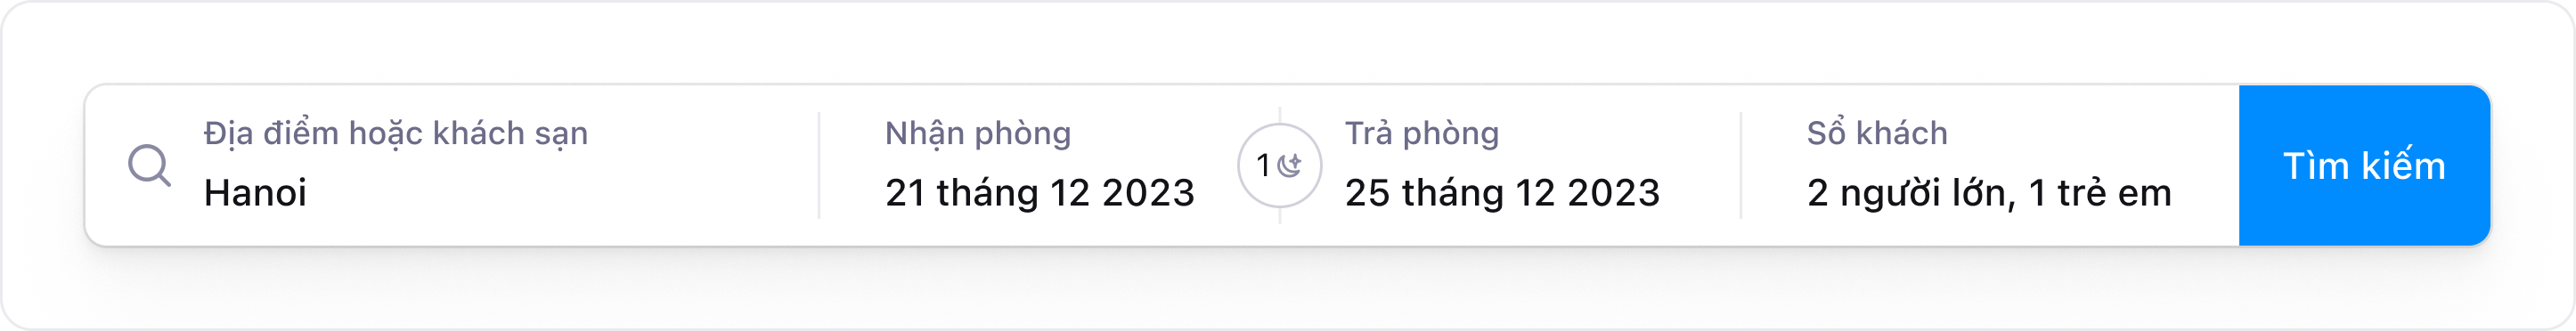 Địa điểm hoặc khách sạn
Hanoi
Nhận phòng
21 tháng 12 2023
1
Trả phòng
25 tháng 12 2023
Sổ khách
2 người lớn, 1 trẻ em
Tìm kiếm